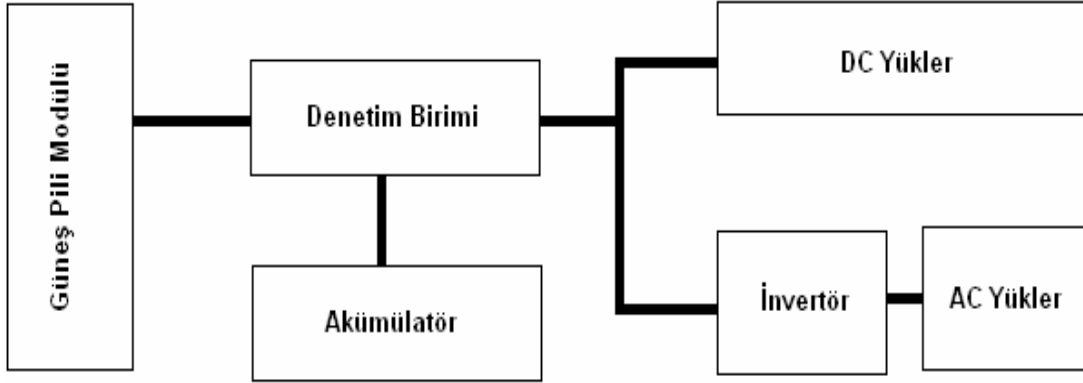 Güneş Pili Modülü
Denetim Birimi
Akümülatör
DC Yükler
İnvertör
AC Yükler